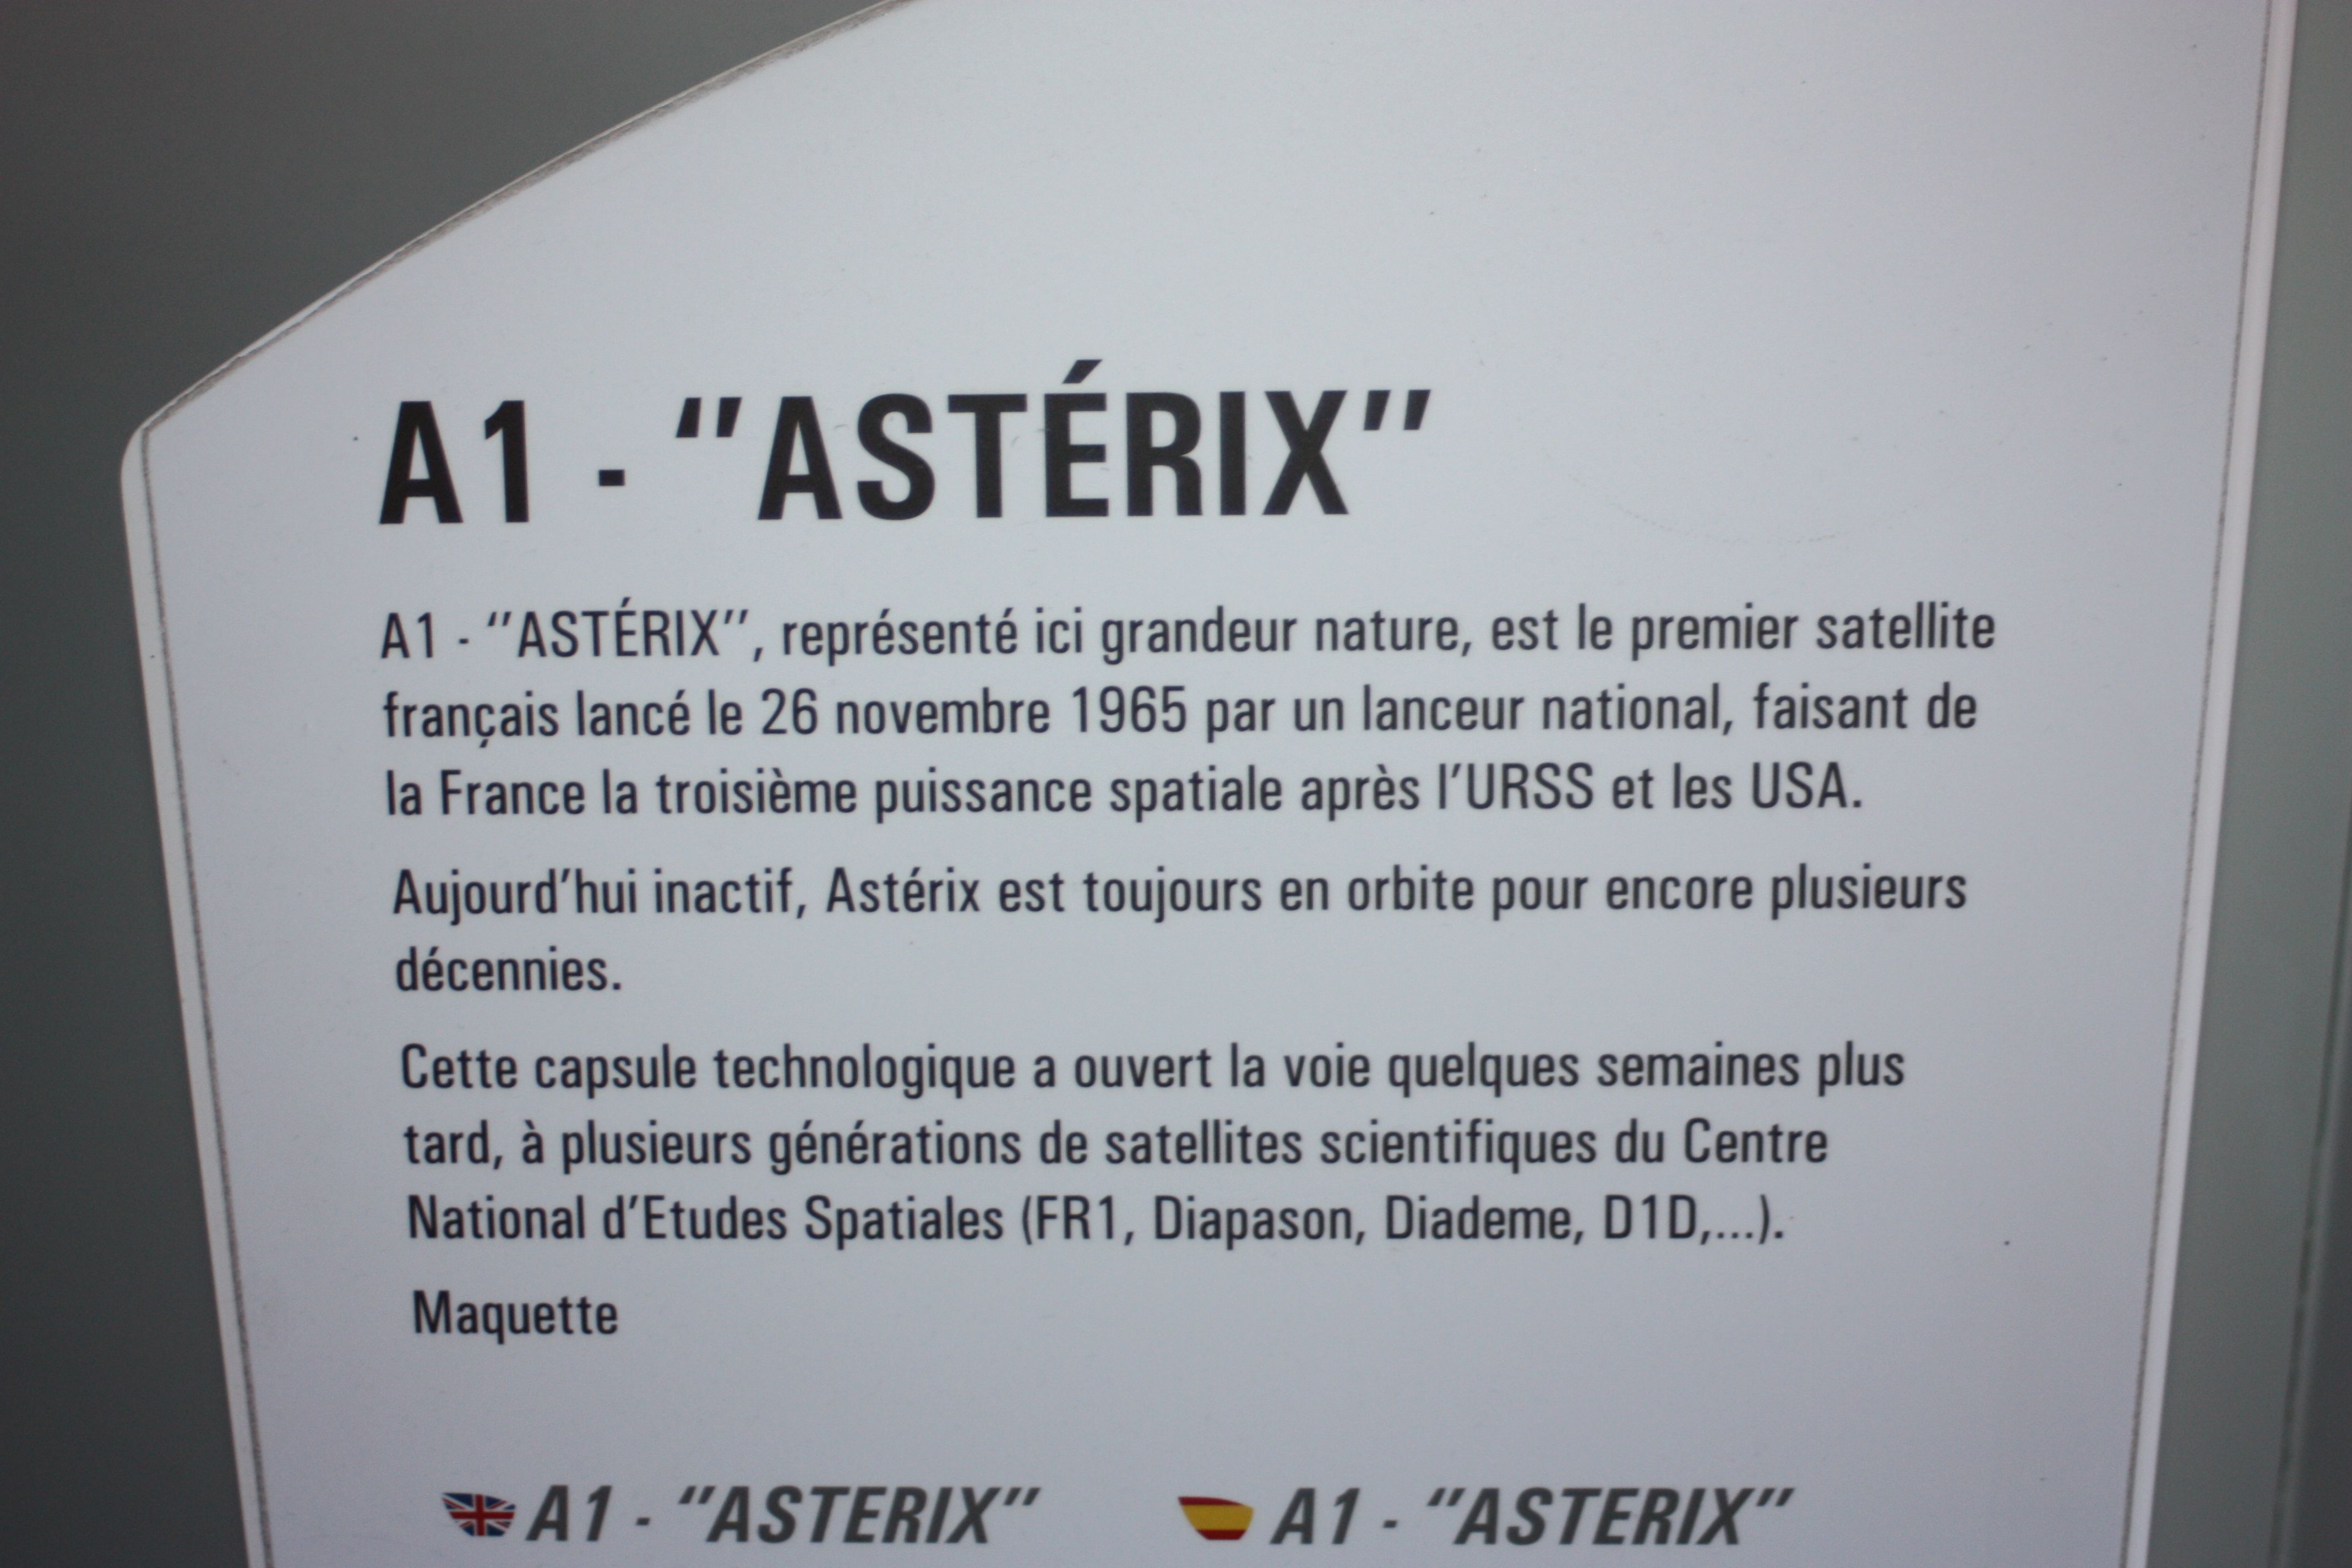 A1 - "ASTÉRIX"
A1 - "ASTÉRIX", représenté ici grandeur nature, est le premier satellite
français lancé le 26 novembre 1965 par un lanceur national, faisant de
la France la troisième puissance spatiale après l'URSS et les USA.
Aujourd'hui inactif, Astérix est toujours en orbite pour encore plusieurs
décennies.
Cette capsule technologique a ouvert la voie quelques semaines plus
tard, à plusieurs générations de satellites scientifiques du Centre
National d'Etudes Spatiales (FR1, Diapason, Diademe, D1D,...).
Maquette
A1 - "ASTERIX"
A1 - "ASTERIX"